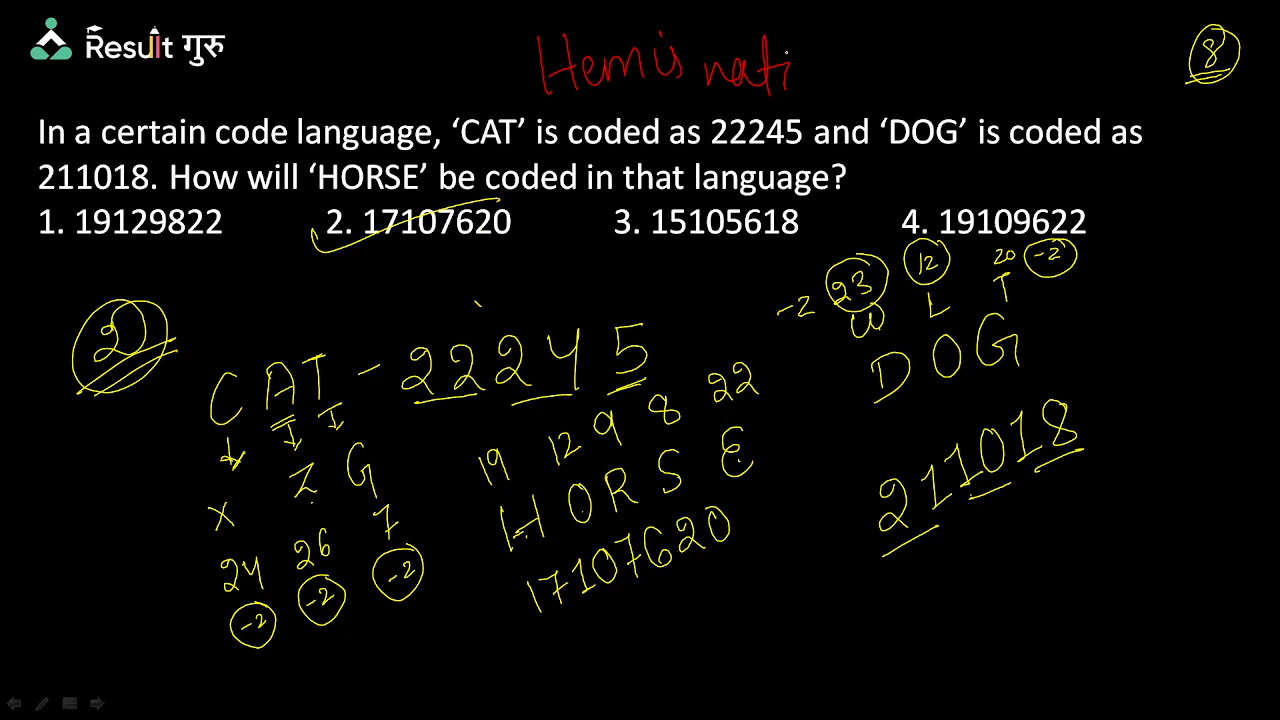 Result गुरु
Hemis nati
8
In a certain code language, ‘CAT’ is coded as 22245 and ‘DOG’ is coded as
211018. How will ‘HORSE’ be coded in that language?
1. 19129822 2. 17107620 3. 15105618 4. 19109622
-2 23 12 20 -2
W L T
2
CAT - 22245
DOG
19 12 9 8 22
X Z G
HORSE
211018
24 26 7
17107620
-2 -2 -2